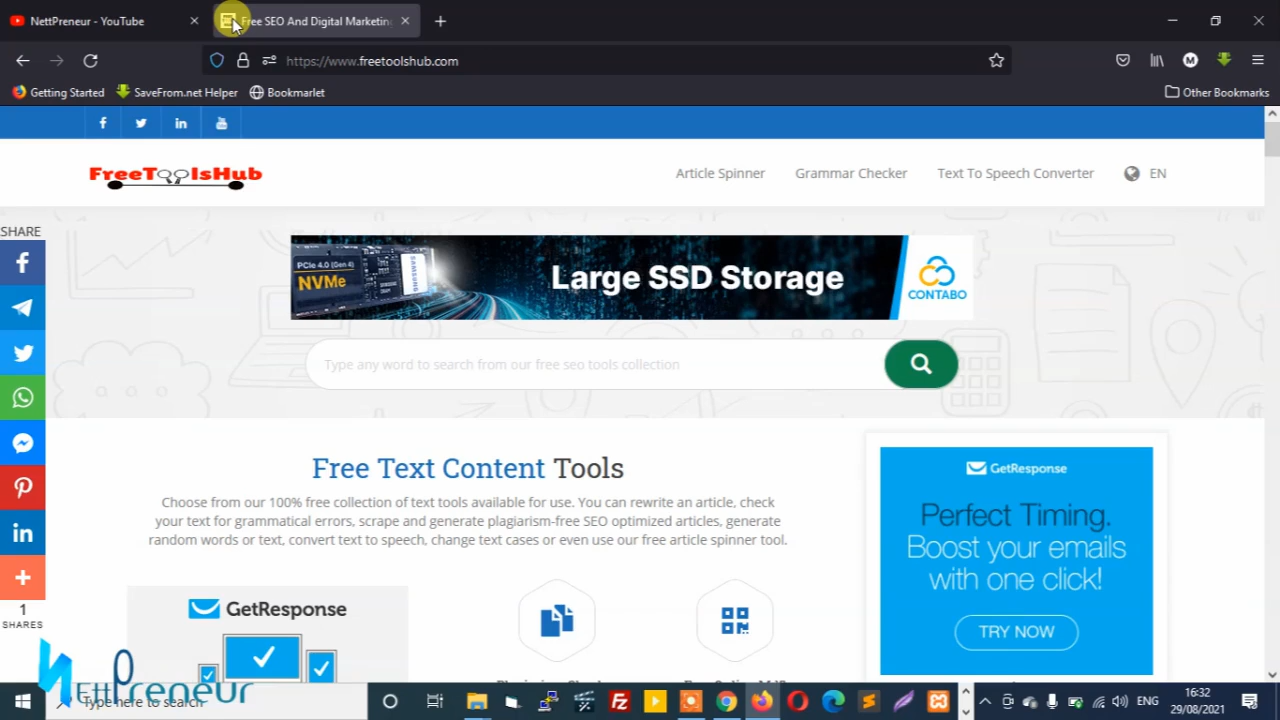 NettPreneur - YouTube
Free SEO And Digital Marketin
https://www.freetoolshub.com
Getting Started
SaveFrom.net Helper
Bookmarklet
Other Bookmarks
FreeToolsHub
Article Spinner
Grammar Checker
Text To Speech Converter
EN
SHARE
PCIe 4.0 (Gen 4)
NVMe
SAMSUNG
Large SSD Storage
CONTABO
Type any word to search from our free seo tools collection
Free Text Content Tools
Choose from our 100% free collection of text tools available for use. You can rewrite an article, check
your text for grammatical errors, scrape and generate plagiarism-free SEO optimized articles, generate
random words or text, convert text to speech, change text cases or even use our free article spinner tool.
GetResponse
Perfect Timing.
Boost your emails
with one click!
TRY NOW
GetResponse
1
SHARES
NettPreneur
Type here to search
ENG
16:32
29/08/2021